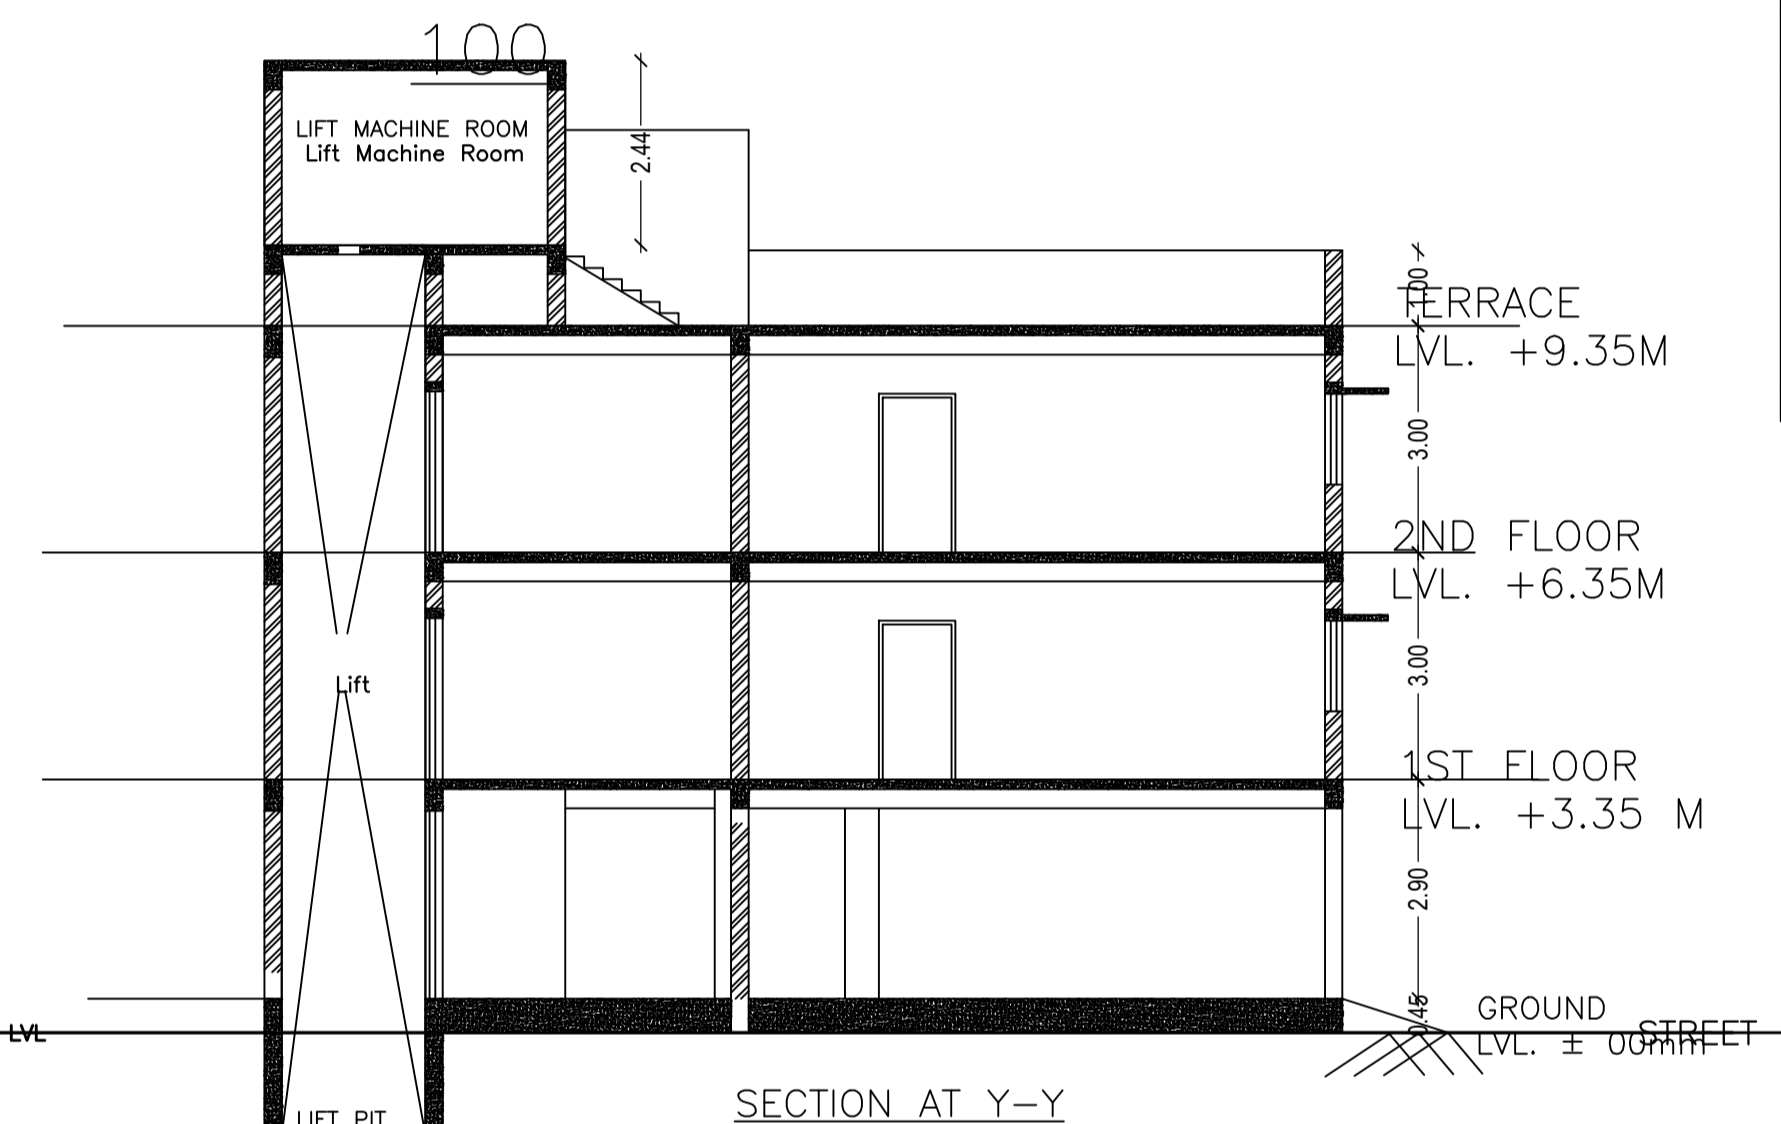 100
LIFT MACHINE ROOM
Lift Machine Room
2.44
1.00
TERRACE
LVL. +9.35M
3.00
2ND FLOOR
LVL. +6.35M
3.00
Lift
1ST FLOOR
LVL. +3.35 M
2.90
0.45
GROUND
LVL. ± 00mm
STREET
LVL
LIFT PIT
SECTION AT Y-Y